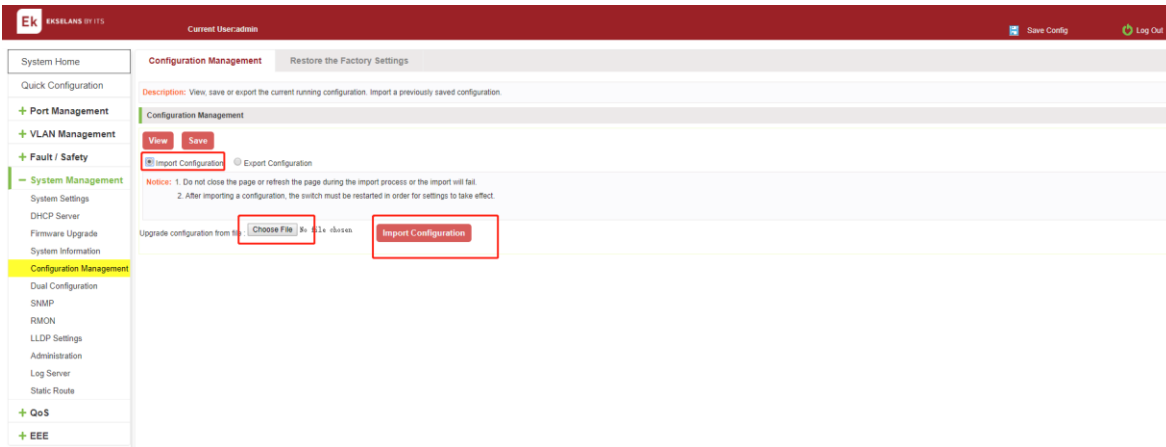 Ek EKSELANS BY ITS
Current User:admin
Save Config
Log Out
System Home
Quick Configuration
+ Port Management
+ VLAN Management
+ Fault / Safety
− System Management
System Settings
DHCP Server
Firmware Upgrade
System Information
Configuration Management
Dual Configuration
SNMP
RMON
LLDP Settings
Administration
Log Server
Static Route
+ QoS
+ EEE
Configuration Management Restore the Factory Settings
Description: View, save or export the current running configuration. Import a previously saved configuration.
Configuration Management
View Save
Import Configuration Export Configuration
Notice: 1. Do not close the page or refresh the page during the import process or the import will fail.
2. After importing a configuration, the switch must be restarted in order for settings to take effect.
Upgrade configuration from file : Choose File No file chosen Import Configuration